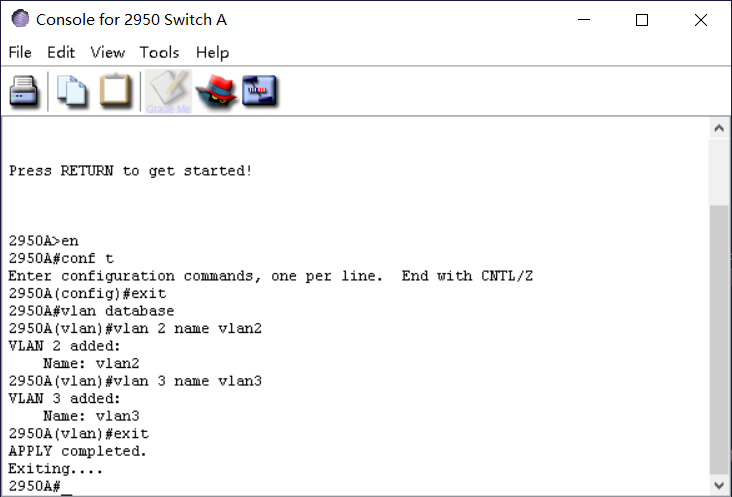 Console for 2950 Switch A
File Edit View Tools Help
Grade Me
Press RETURN to get started!
2950A>en
2950A#conf t
Enter configuration commands, one per line.  End with CNTL/Z
2950A(config)#exit
2950A#vlan database
2950A(vlan)#vlan 2 name vlan2
VLAN 2 added:
    Name: vlan2
2950A(vlan)#vlan 3 name vlan3
VLAN 3 added:
    Name: vlan3
2950A(vlan)#exit
APPLY completed.
Exiting....
2950A#_